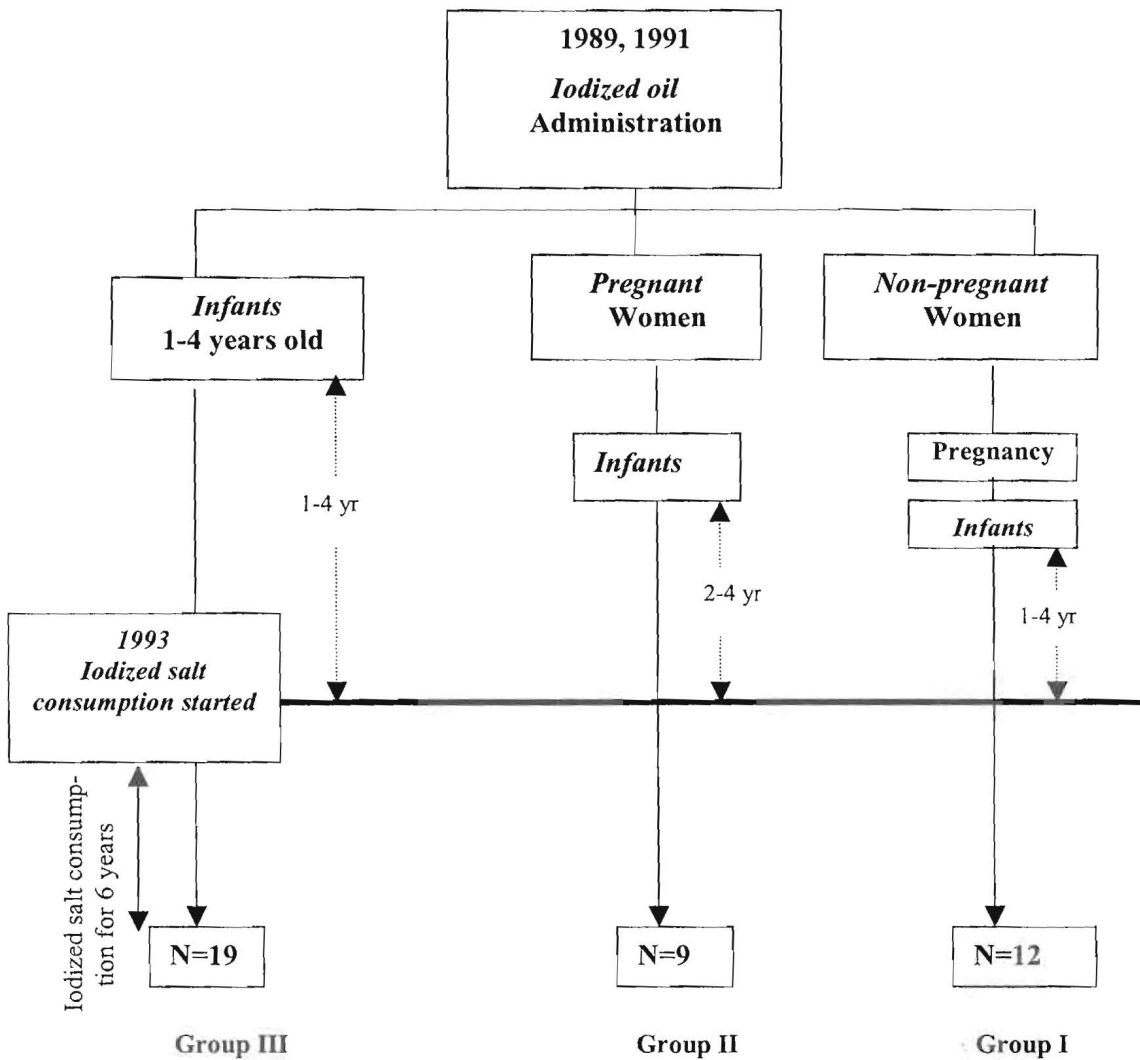 1989, 1991
Iodized oil
Administration
Infants
1-4 years old
Pregnant
Women
Non-pregnant
Women
Infants
Pregnancy
Infants
1-4 yr
2-4 yr
1-4 yr
1993
Iodized salt
consumption started
Iodized salt consump-
tion for 6 years
N=19
N=9
N=12
Group III
Group II
Group I